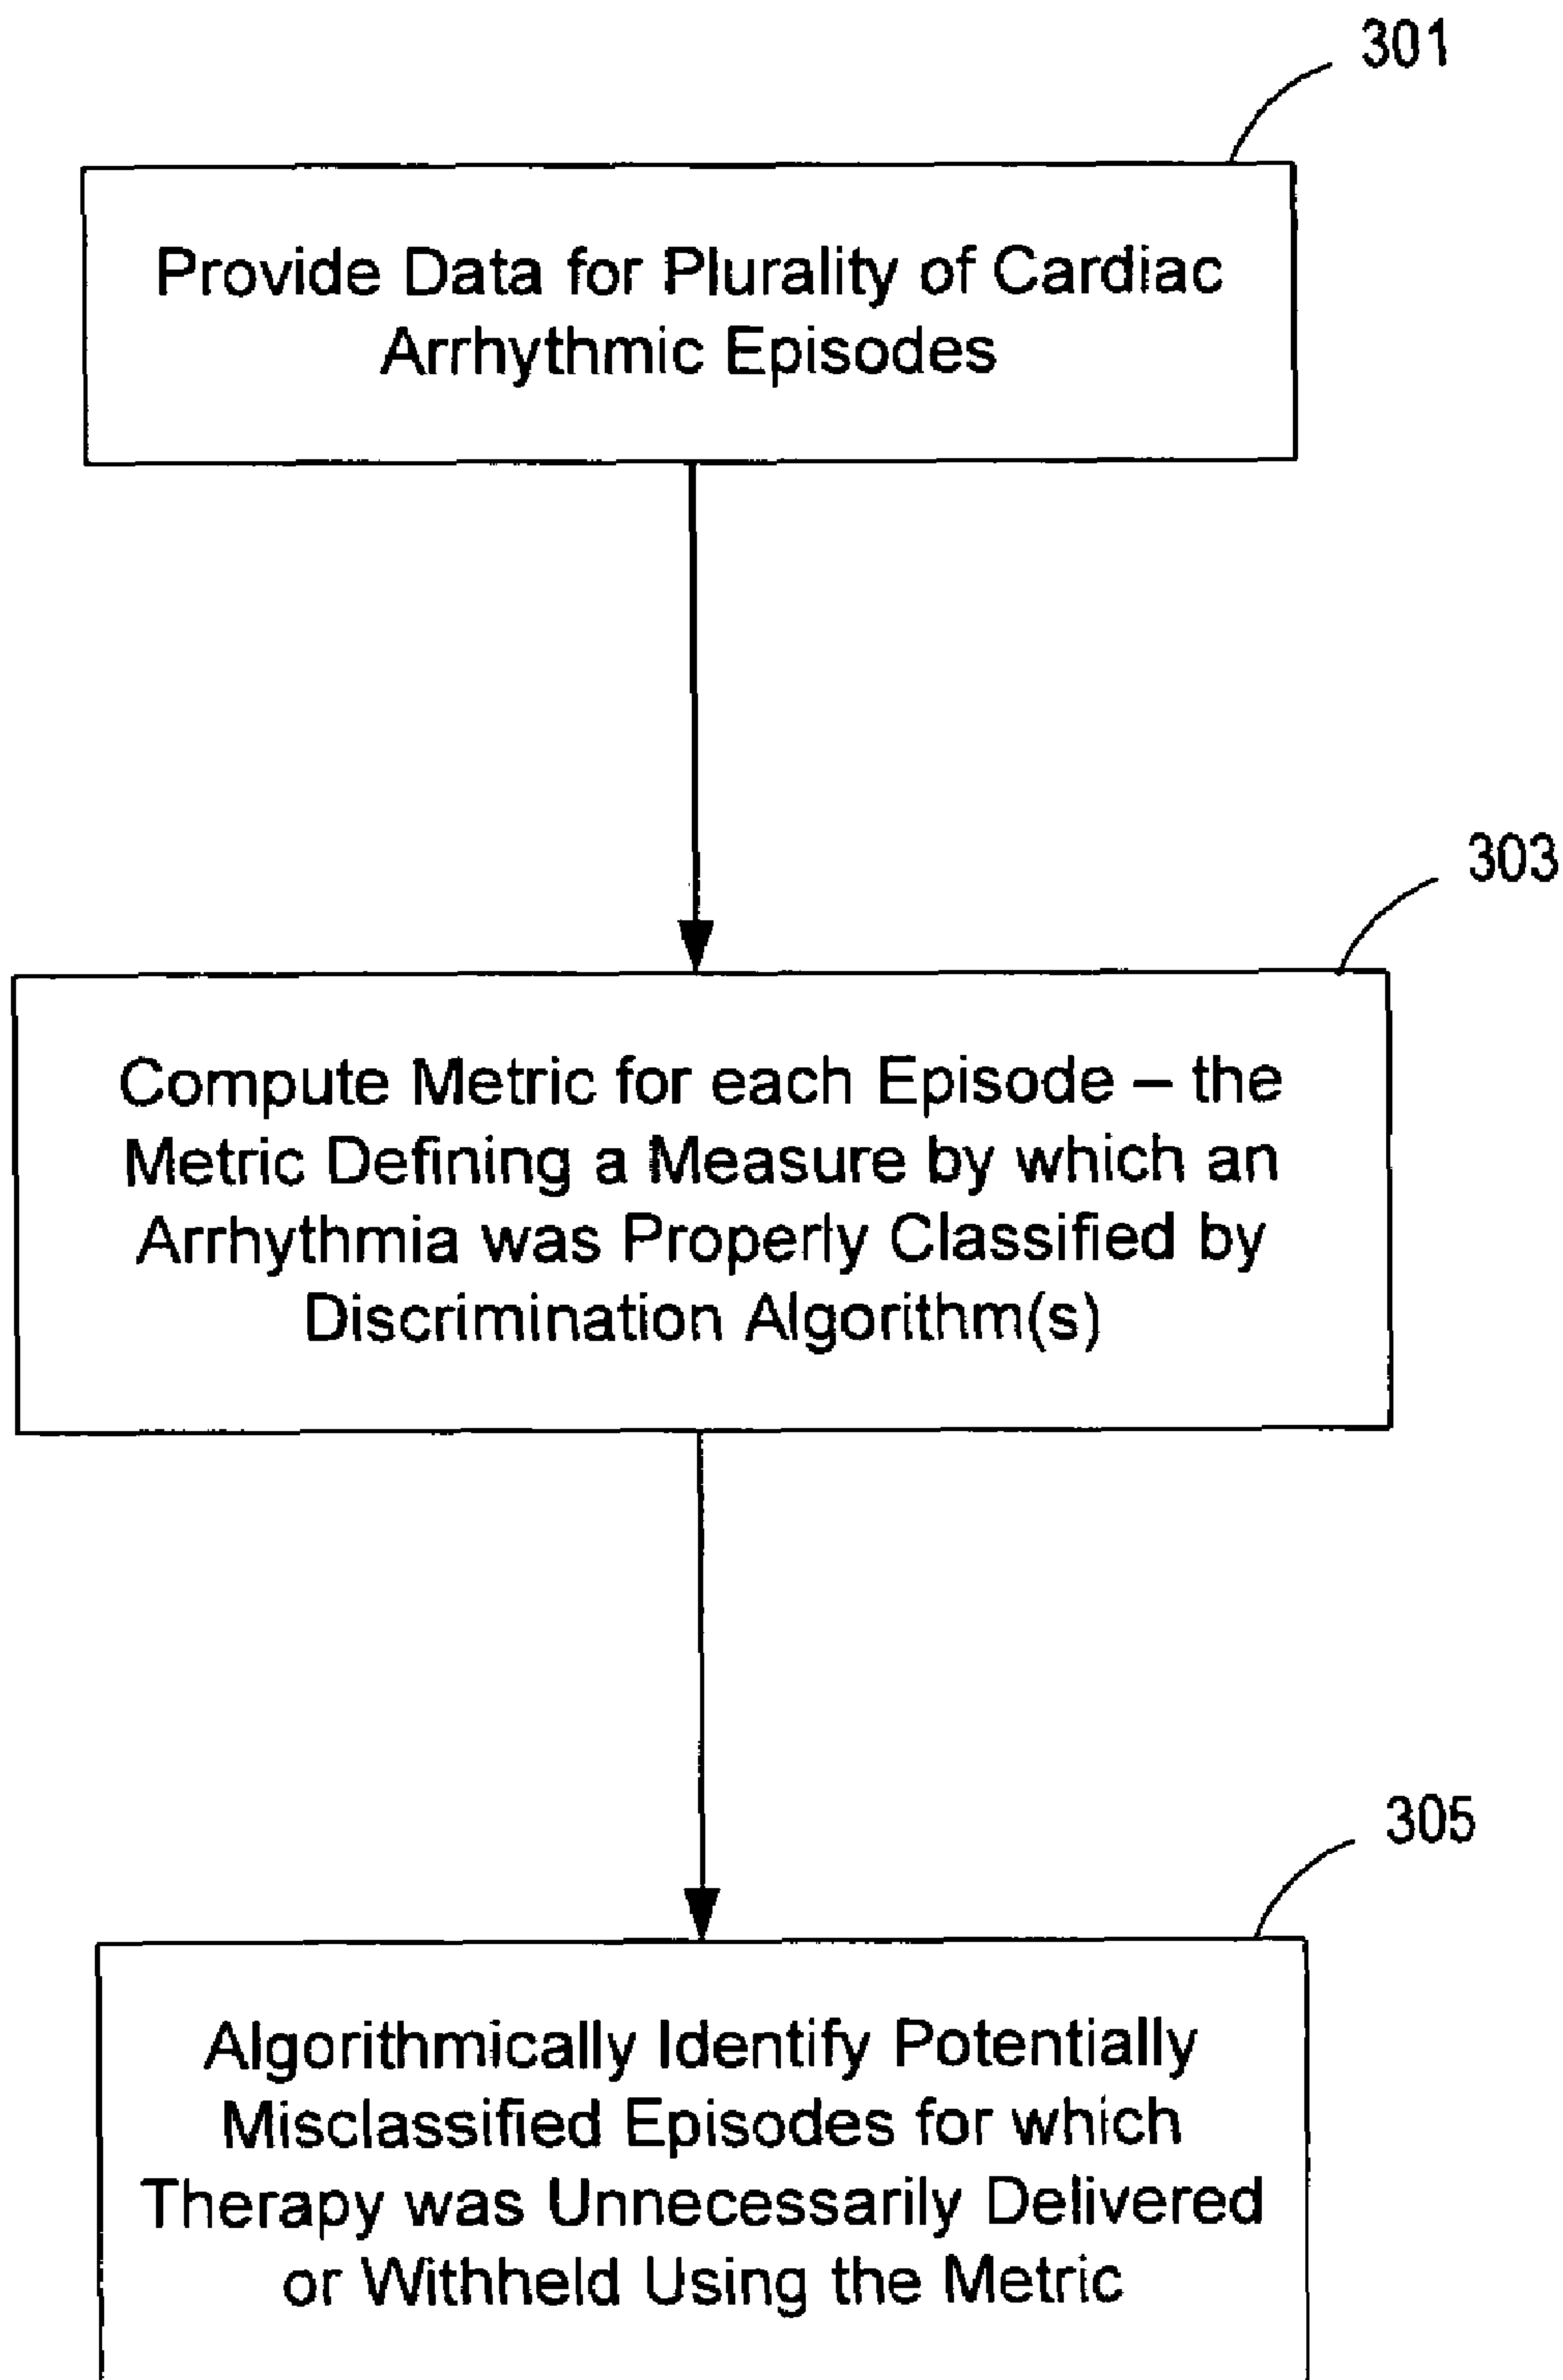 301
Provide Data for Plurality of Cardiac
Arrhythmic Episodes
303
Compute Metric for each Episode – the
Metric Defining a Measure by which an
Arrhythmia was Properly Classified by
Discrimination Algorithm(s)
305
Algorithmically Identify Potentially
Misclassified Episodes for which
Therapy was Unnecessarily Delivered
or Withheld Using the Metric